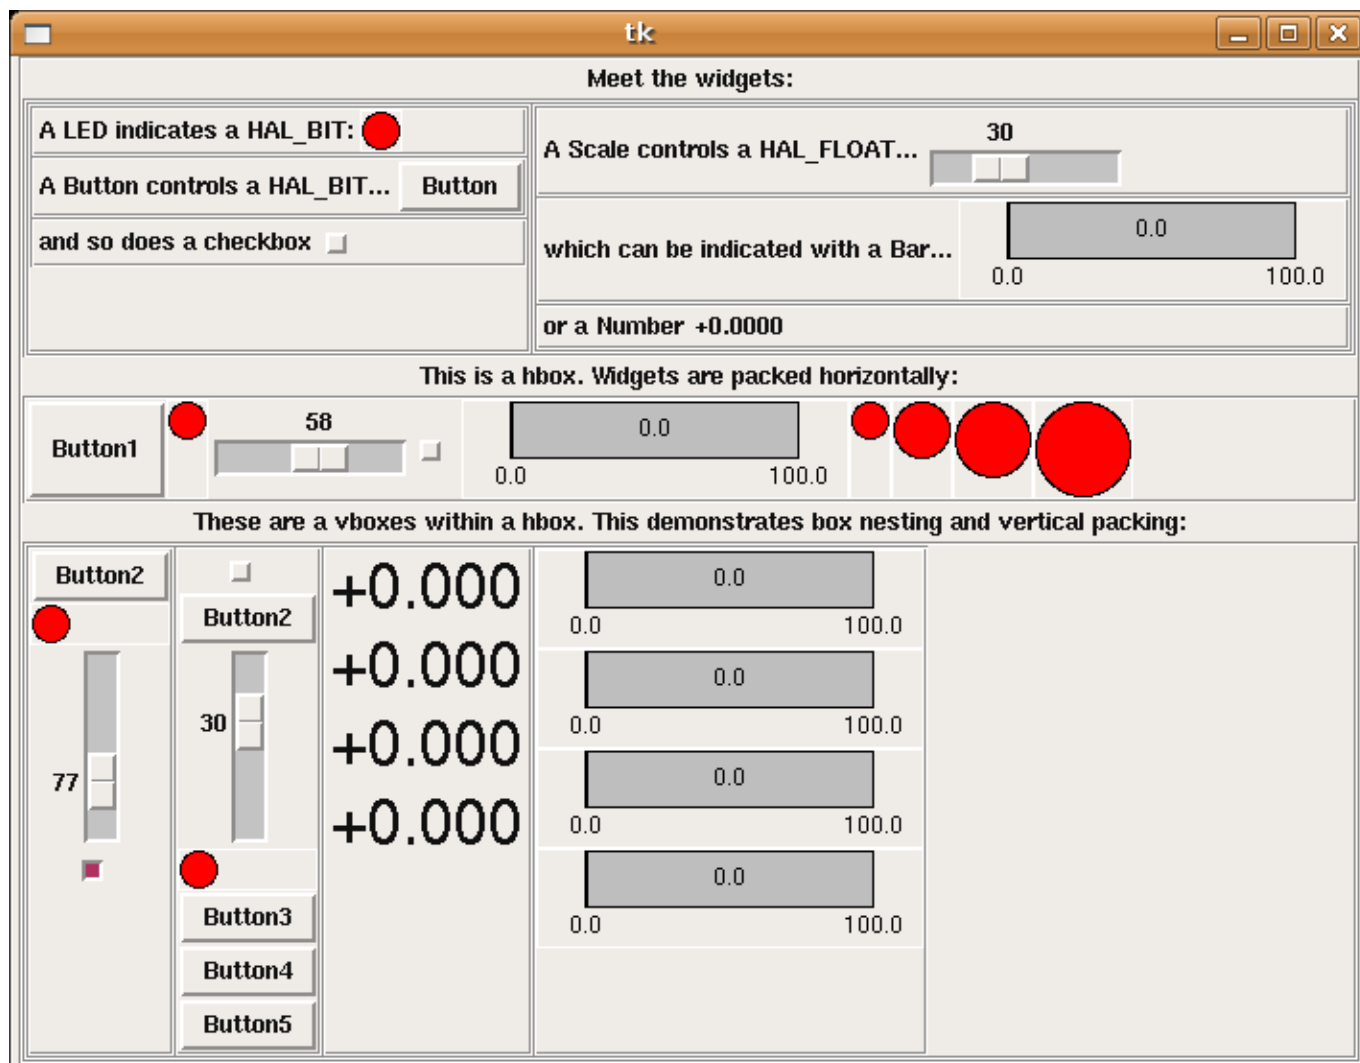 tk
Meet the widgets:
A LED indicates a HAL_BIT:
A Button controls a HAL_BIT... Button
and so does a checkbox
30
A Scale controls a HAL_FLOAT...
0.0
which can be indicated with a Bar...
0.0 100.0
or a Number +0.0000
This is a hbox. Widgets are packed horizontally:
Button1
58
0.0
0.0 100.0
These are a vboxes within a hbox. This demonstrates box nesting and vertical packing:
Button2
77
Button2
30
Button3
Button4
Button5
+0.000
+0.000
+0.000
+0.000
0.0
0.0 100.0
0.0
0.0 100.0
0.0
0.0 100.0
0.0
0.0 100.0